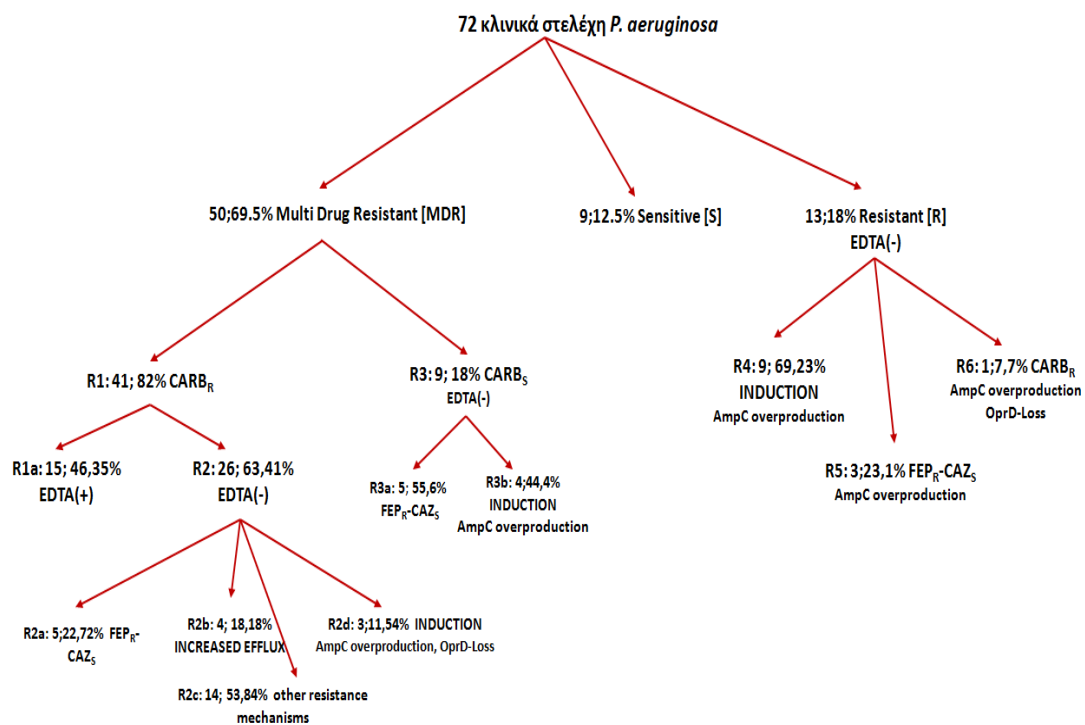 72 κλινικά στελέχη P. aeruginosa
50;69.5% Multi Drug Resistant [MDR]
9;12.5% Sensitive [S]
13;18% Resistant [R]
EDTA(-)
R1: 41; 82% CARBR
R3: 9; 18% CARBS
EDTA(-)
R4: 9; 69,23%
INDUCTION
AmpC overproduction
R6: 1;7,7% CARBR
AmpC overproduction
OprD-Loss
R1a: 15; 46,35%
EDTA(+)
R2: 26; 63,41%
EDTA(-)
R3a: 5; 55,6%
FEPR-CAZS
R3b: 4;44,4%
INDUCTION
AmpC overproduction
R5: 3;23,1% FEPR-CAZS
AmpC overproduction
R2a: 5;22,72% FEPR-
CAZS
R2b: 4; 18,18%
INCREASED EFFLUX
R2d: 3;11,54% INDUCTION
AmpC overproduction, OprD-Loss
R2c: 14; 53,84% other resistance
mechanisms